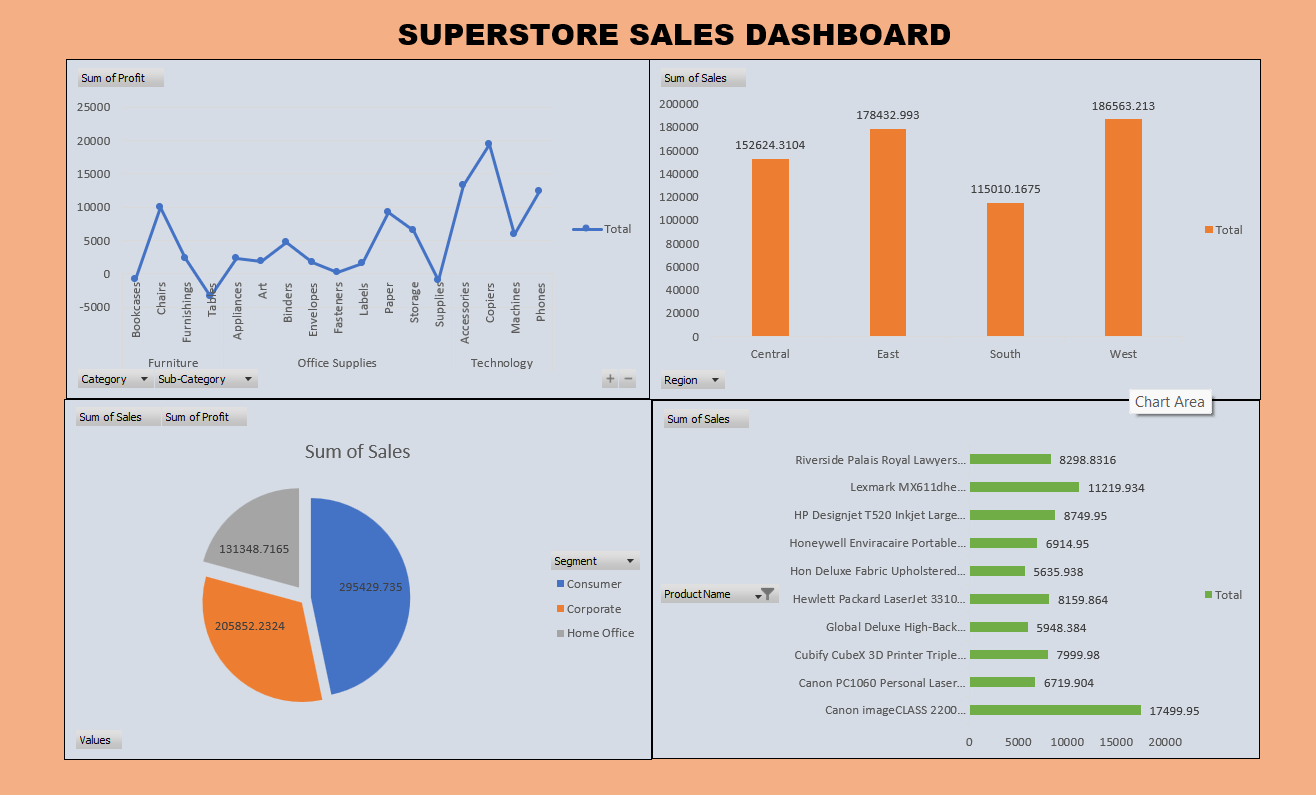 SUPERSTORE SALES DASHBOARD
Sum of Profit
25000
20000
15000
10000
5000
0
-5000
Bookcases
Chairs
Furnishings
Tables
Appliances
Art
Binders
Envelopes
Fasteners
Labels
Paper
Storage
Supplies
Accessories
Copiers
Machines
Phones
Furniture
Office Supplies
Technology
Total
Category
Sub-Category
+ −
Sum of Sales
200000
180000
160000
140000
120000
100000
80000
60000
40000
20000
0
152624.3104
178432.993
115010.1675
186563.213
Central
East
South
West
Total
Region
Chart Area
Sum of Sales
Sum of Profit
Sum of Sales
131348.7165
295429.735
205852.2324
Segment
Consumer
Corporate
Home Office
Values
Sum of Sales
Riverside Palais Royal Lawyers... 8298.8316
Lexmark MX611dhe... 11219.934
HP Designjet T520 Inkjet Large... 8749.95
Honeywell Enviracaire Portable... 6914.95
Hon Deluxe Fabric Upholstered... 5635.938
Product Name
Hewlett Packard LaserJet 3310... 8159.864
Global Deluxe High-Back... 5948.384
Cubify CubeX 3D Printer Triple... 7999.98
Canon PC1060 Personal Laser... 6719.904
Canon imageCLASS 2200... 17499.95
0 5000 10000 15000 20000
Total